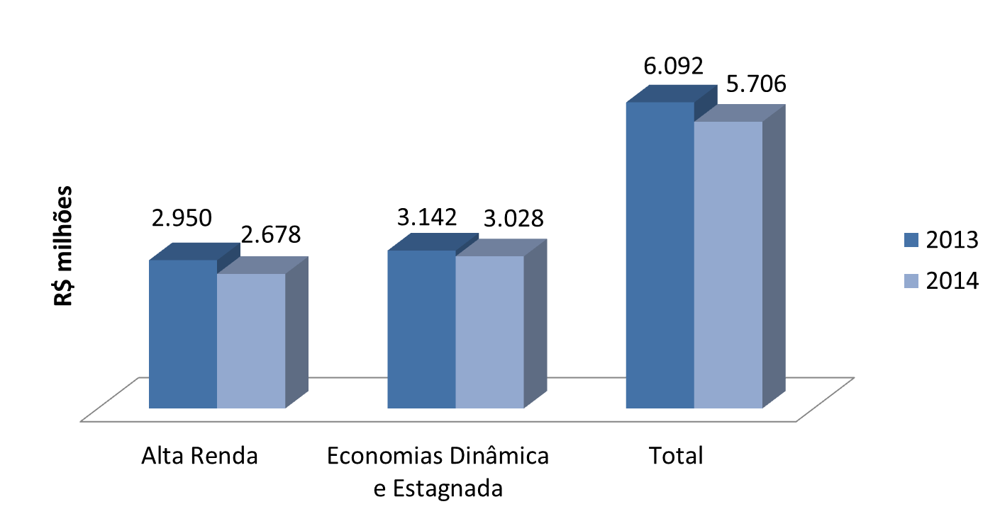 6.092
5.706
2.950
2.678
3.142
3.028
R$ milhões
2013
2014
Alta Renda
Economias Dinâmica
e Estagnada
Total